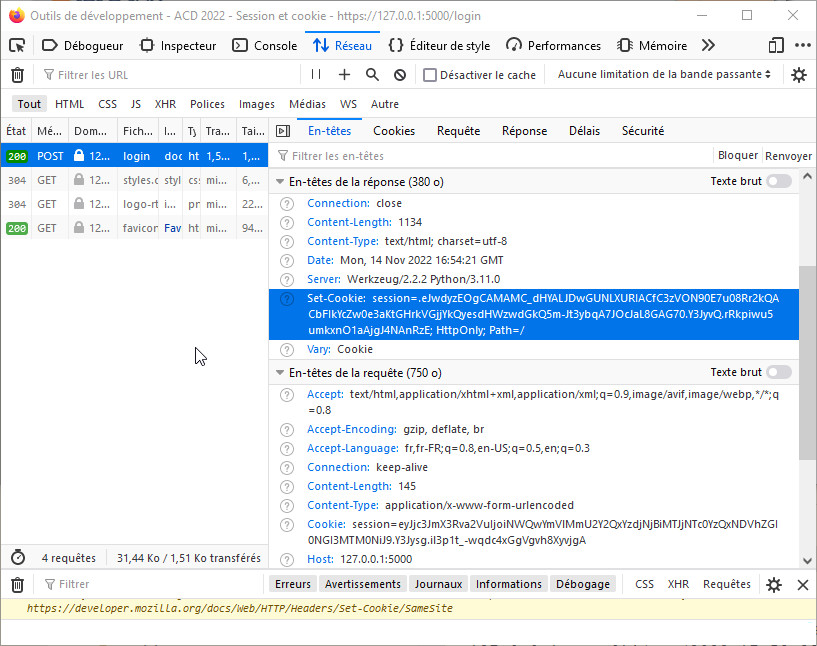 Outils de développement - ACD 2022 - Session et cookie - https://127.0.0.1:5000/login
Débogueur Inspecteur Console Réseau Éditeur de style Performances Mémoire
Filtrer les URL Désactiver le cache Aucune limitation de la bande passante
Tout HTML CSS JS XHR Polices Images Médias WS Autre
État Mé... Dom... Fich... I... Ty Tra... Tai...
En-têtes Cookies Requête Réponse Délais Sécurité
200 POST 12... login doc ht 1,5... 1,...
304 GET 12... styles.c styl css mi... 6,...
304 GET 12... logo-rt i... pr mi... 22...
200 GET 12... favicor Fav ht mi... 94...
Filtrer les en-têtes Bloquer Renvoyer
En-têtes de la réponse (380 o) Texte brut
Connection: close
Content-Length: 1134
Content-Type: text/html; charset=utf-8
Date: Mon, 14 Nov 2022 16:54:21 GMT
Server: Werkzeug/2.2.2 Python/3.11.0
Set-Cookie: session=.eJwdyzEOgCAMAMC_dHYALJDwGUNLXURIACfC3zVON90E7u08Rr2kQA
CbFlkYcZw0e3aKtGHrkVGjjYkQyesdHWzwdGkQ5m-Jt3ybqA7JOcJaL8GAG70.Y3JyvQ.rRkpiwu5
umkxnO1aAjgJ4NAnRzE; HttpOnly; Path=/
Vary: Cookie
En-têtes de la requête (750 o) Texte brut
Accept: text/html,application/xhtml+xml,application/xml;q=0.9,image/avif,image/webp,*/*;q
=0.8
Accept-Encoding: gzip, deflate, br
Accept-Language: fr,fr-FR;q=0.8,en-US;q=0.5,en;q=0.3
Connection: keep-alive
Content-Length: 145
Content-Type: application/x-www-form-urlencoded
Cookie: session=eyJjc3JmX3Rva2VuIjoiNWQwYmVlMmU2Y2QxYzdjNjBiMTJjNTc0YzQxNDVhZGI
0NGI3MTM0NiJ9.Y3Jysg.iI3p1t_-wqdc4xGgVgvh8XyvjgA
Host: 127.0.0.1:5000
4 requêtes 31,44 Ko / 1,51 Ko transférés
Filtrer Erreurs Avertissements Journaux Informations Débogage CSS XHR Requêtes
https://developer.mozilla.org/docs/Web/HTTP/Headers/Set-Cookie/SameSite